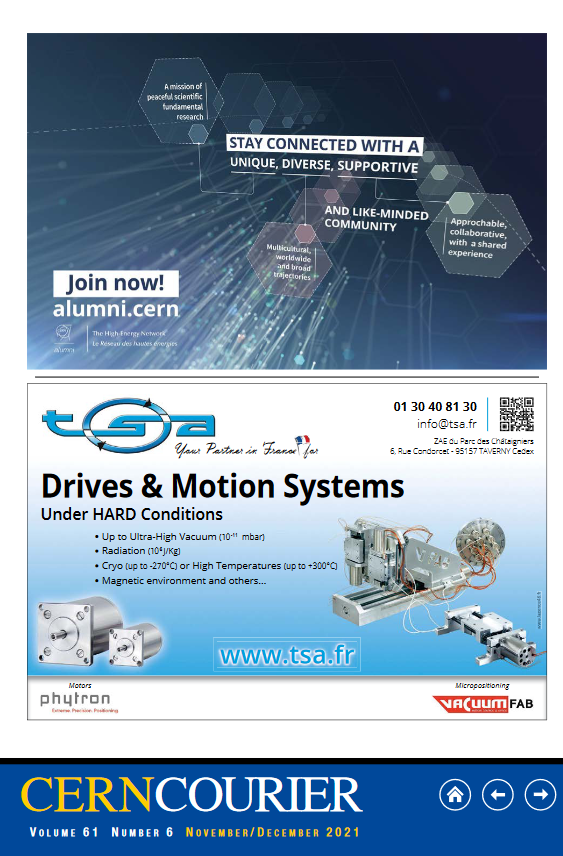 A mission of
peaceful scientific
fundamental
research
STAY CONNECTED WITH A
UNIQUE, DIVERSE, SUPPORTIVE
AND LIKE-MINDED
COMMUNITY
Approchable,
collaborative,
with a shared
experience
Multicultural,
worldwide
and broad
trajectories
Join now!
alumni.cern
alumni
The High-Energy Network
Le Réseau des hautes énergies
tsa
Your Partner in France for
01 30 40 81 30
info@tsa.fr
ZAE du Parc des Châtaigniers
6, Rue Condorcet - 95157 TAVERNY Cedex
Drives & Motion Systems
Under HARD Conditions
• Up to Ultra-High Vacuum (10⁻¹¹ mbar)
• Radiation (10⁶J/Kg)
• Cryo (up to -270°C) or High Temperatures (up to +300°C)
• Magnetic environment and others...
www.tsa.fr
Motors
phytron
Extreme. Precision. Positioning.
Micropositioning
VACUUM FAB
CERNCOURIER
VOLUME 61 NUMBER 6 NOVEMBER/DECEMBER 2021